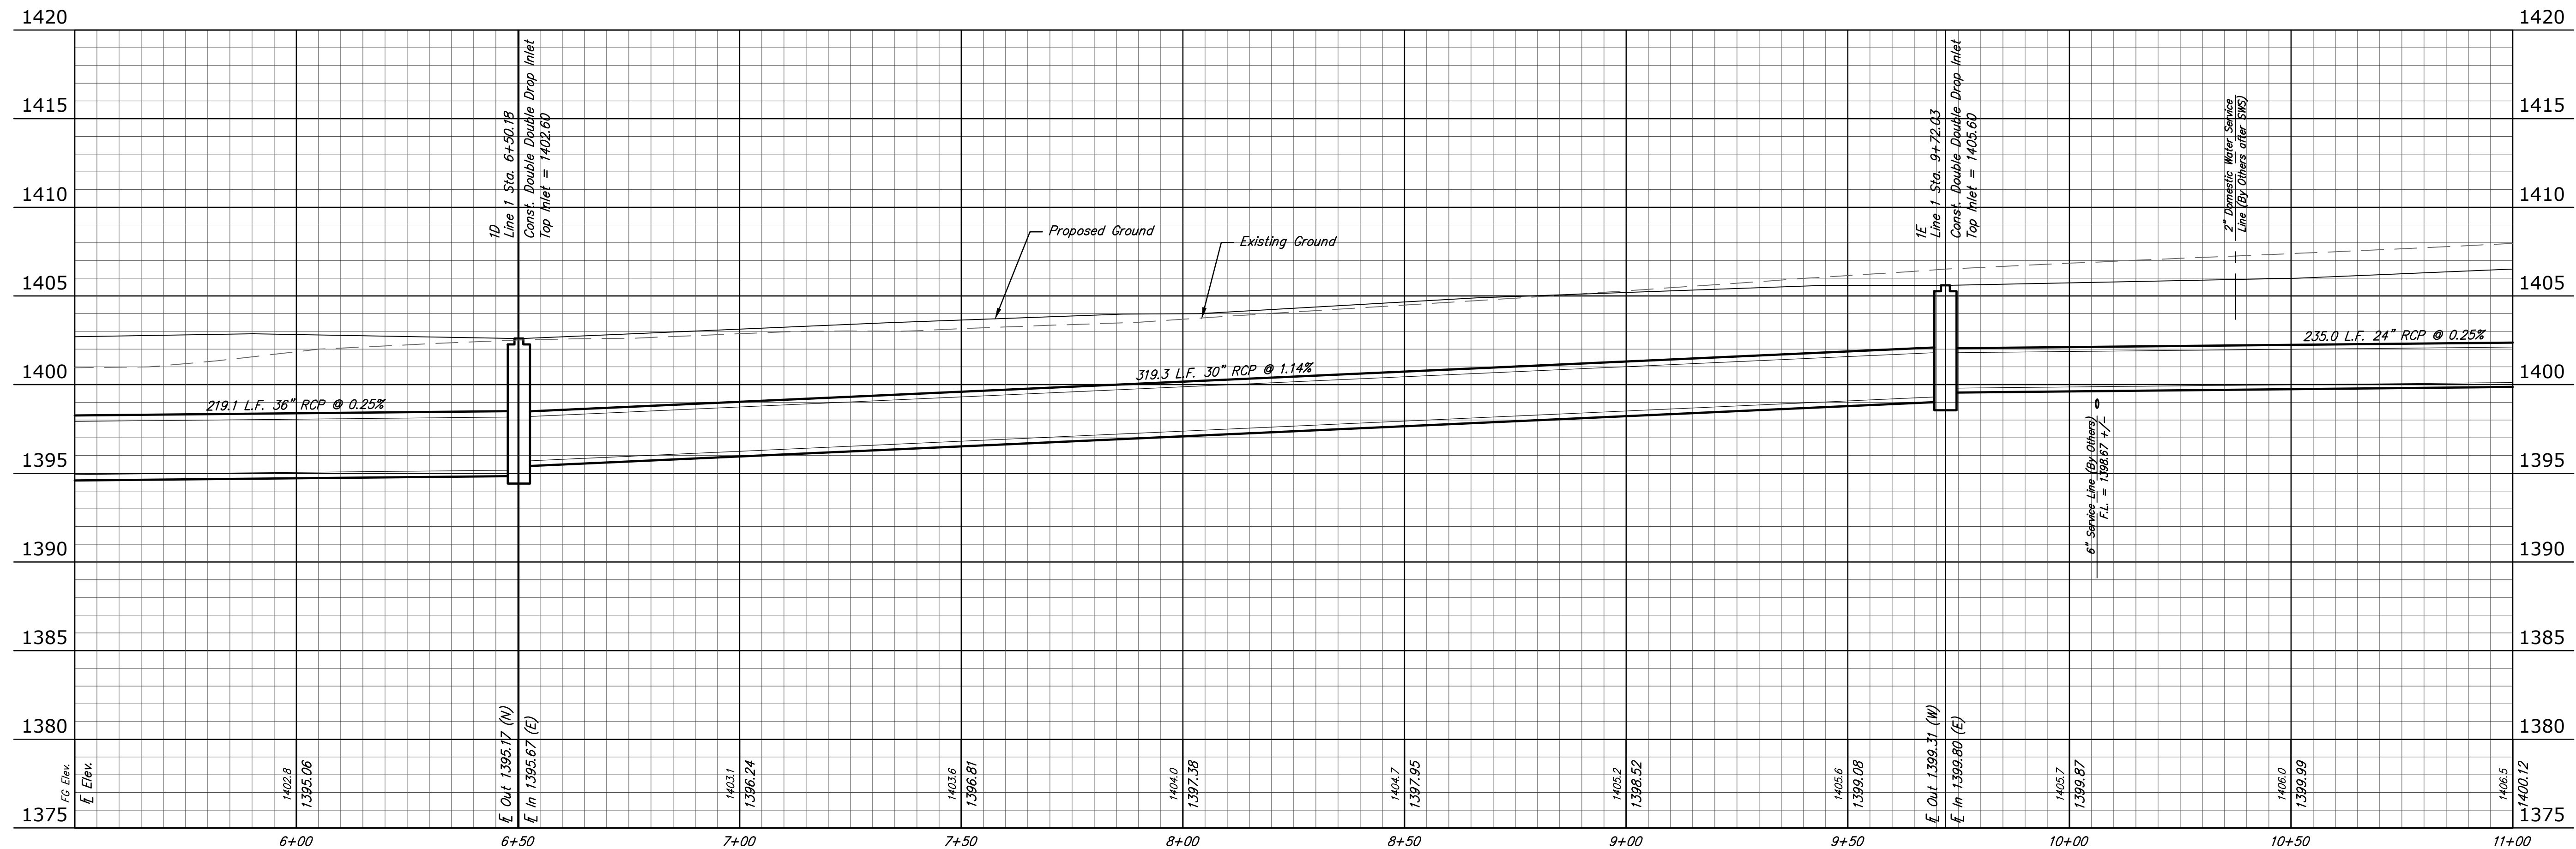 1420
1420
1415
1415
1410
1410
1405
1405
1400
1400
1395
1395
1390
1390
1385
1385
1380
1380
1375
1375
1D
Line 1 Sta. 6+50.18
Const. Double Drop Inlet
Top Inlet = 1402.60
1E
Line 1 Sta. 9+72.03
Const. Double Double Drop Inlet
Top Inlet = 1405.60
2" Domestic Water Service
Line (By Others after SWS)
Proposed Ground
Existing Ground
219.1 L.F. 36" RCP @ 0.25%
319.3 L.F. 30" RCP @ 1.14%
235.0 L.F. 24" RCP @ 0.25%
6" Service Line (By Others)
F.L. = 1398.67 +/-
FG Elev.
FL Elev.
1402.8
1395.06
FL Out 1395.17 (N)
FL In 1395.67 (E)
1403.1
1396.24
1403.6
1396.81
1404.0
1397.38
1404.7
1397.95
1405.2
1398.52
1405.6
1399.08
FL Out 1399.31 (W)
FL In 1399.80 (E)
1405.7
1399.87
1406.0
1399.99
1406.5
1400.12
6+00
6+50
7+00
7+50
8+00
8+50
9+00
9+50
10+00
10+50
11+00